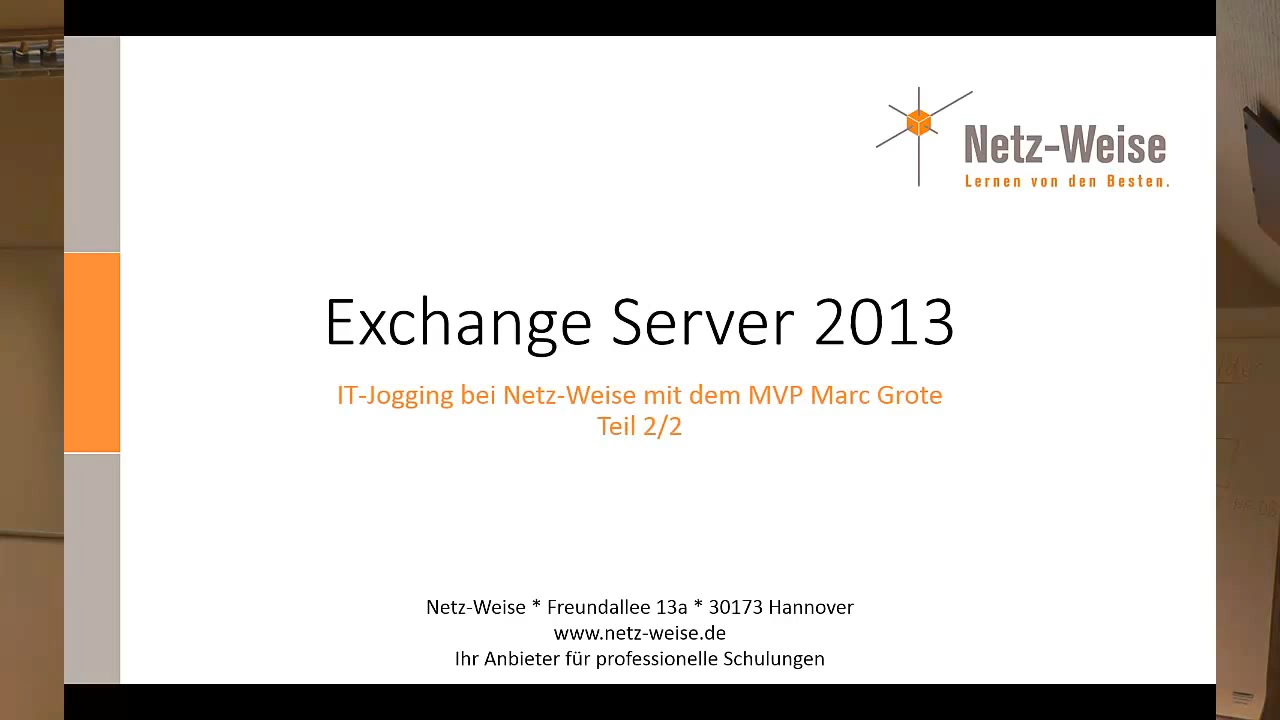 Netz-Weise
Lernen von den Besten.
Exchange Server 2013
IT-Jogging bei Netz-Weise mit dem MVP Marc Grote
Teil 2/2
Netz-Weise * Freundallee 13a * 30173 Hannover
www.netz-weise.de
Ihr Anbieter für professionelle Schulungen